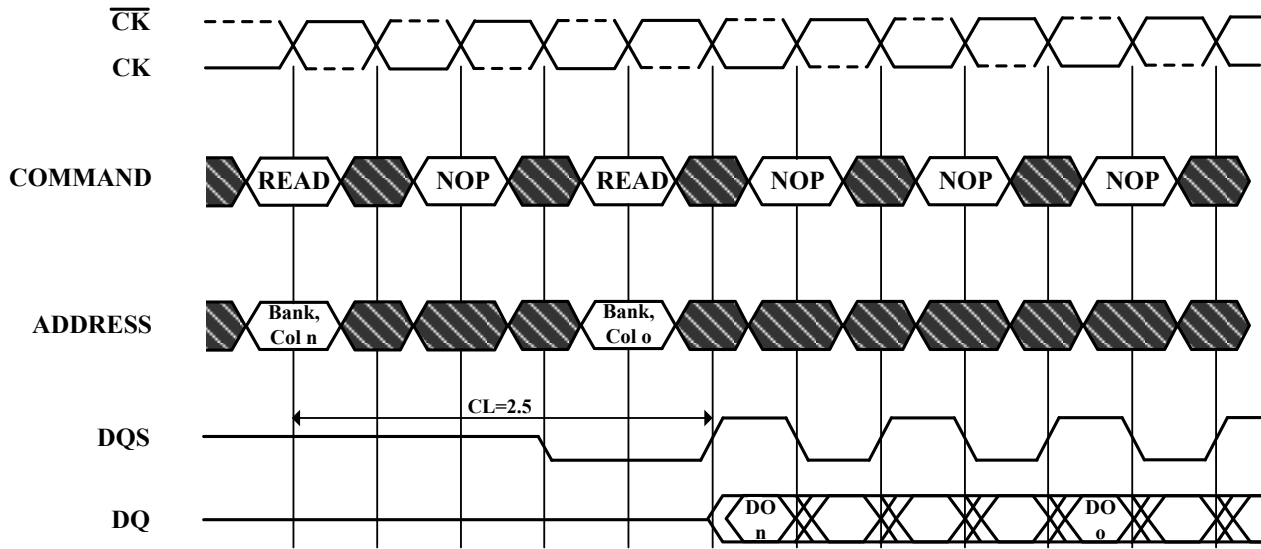 C̅K̅
CK
COMMAND
READ NOP READ NOP NOP NOP
ADDRESS
Bank,
Col n
Bank,
Col o
CL=2.5
DQS
DQ
DO
n
DO
o